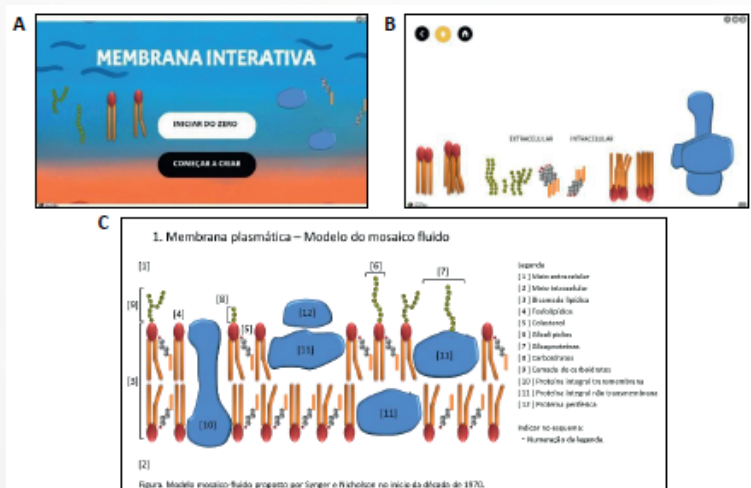 A
MEMBRANA INTERATIVA
INICIAR DO ZERO
COMEÇAR A CRIAR
B
EXTRACELULAR INTRACELULAR
C
1. Membrana plasmática – Modelo do mosaico fluido
[1]
[6]
[7]
[9]
[4]
[8]
[5]
[12]
[11]
[11]
[3]
[10]
[11]
[2]
Legenda
[1] Meio extracelular
[2] Meio intracelular
[3] Bicamada lipídica
[4] Fosfolipídios
[5] Colesterol
[6] Glicolipídios
[7] Glicoproteínas
[8] Carboidratos
[9] Camada de carboidratos
[10] Proteína integral transmembrana
[11] Proteína integral não transmembrana
[12] Proteína periférica
Indicar no esquema:
- Numeração da legenda.
Figura. Modelo mosaico-fluido proposto por Singer e Nicholson no início da década de 1970.